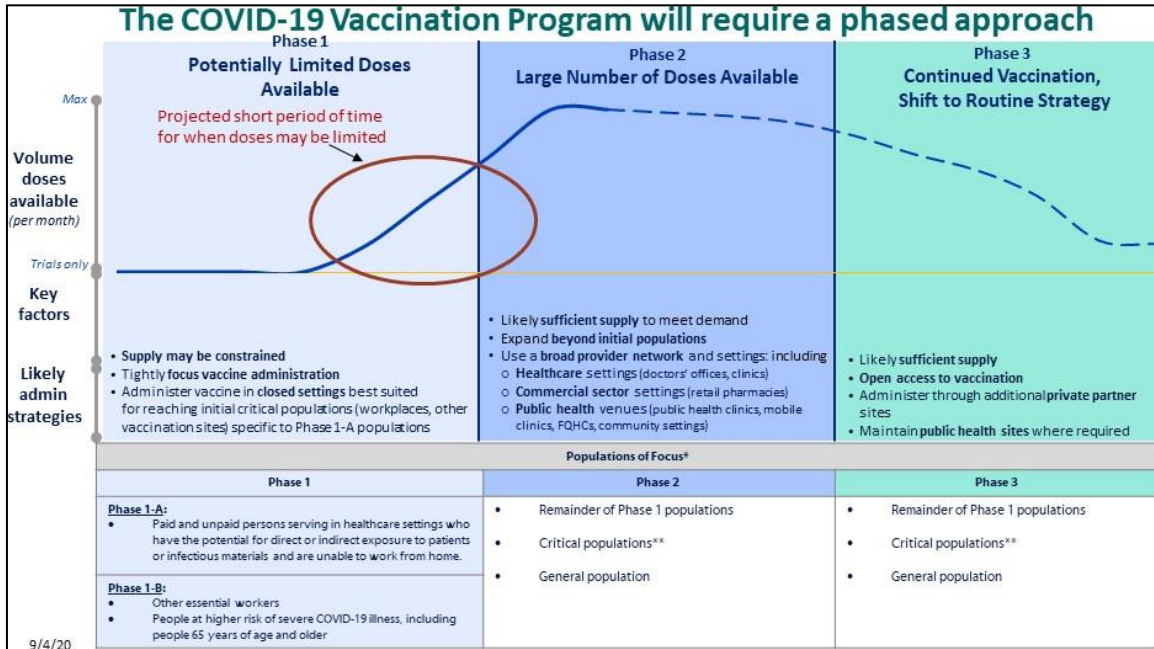 The COVID-19 Vaccination Program will require a phased approach
Phase 1
Potentially Limited Doses
Available
Projected short period of time
for when doses may be limited
Phase 2
Large Number of Doses Available
Phase 3
Continued Vaccination,
Shift to Routine Strategy
Max
Volume
doses
available
(per month)
Trials only
Key
factors
Likely
admin
strategies
• Supply may be constrained
• Tightly focus vaccine administration
• Administer vaccine in closed settings best suited
for reaching initial critical populations (workplaces, other
vaccination sites) specific to Phase 1-A populations
• Likely sufficient supply to meet demand
• Expand beyond initial populations
• Use a broad provider network and settings: including
o Healthcare settings (doctors' offices, clinics)
o Commercial sector settings (retail pharmacies)
o Public health venues (public health clinics, mobile
clinics, FQHCs, community settings)
• Likely sufficient supply
• Open access to vaccination
• Administer through additional private partner
sites
• Maintain public health sites where required
Populations of Focus*
Phase 1
Phase 2
Phase 3
Phase 1-A:
• Paid and unpaid persons serving in healthcare settings who
have the potential for direct or indirect exposure to patients
or infectious materials and are unable to work from home.
Phase 1-B:
• Other essential workers
• People at higher risk of severe COVID-19 illness, including
people 65 years of age and older
• Remainder of Phase 1 populations
• Critical populations**
• General population
• Remainder of Phase 1 populations
• Critical populations**
• General population
9/4/20